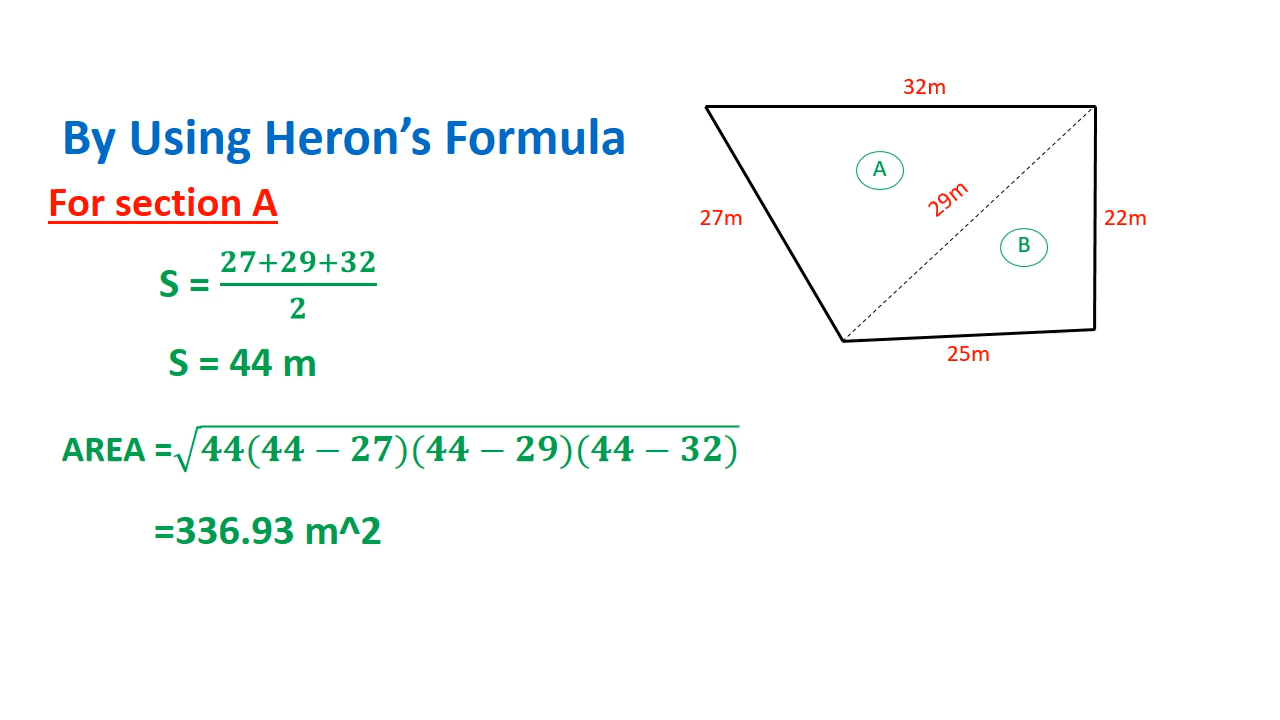 By Using Heron's Formula
For section A
S = (27+29+32)/2
S = 44 m
AREA = √44(44 − 27)(44 − 29)(44 − 32)
=336.93 m^2
32m
A
29m
27m
22m
B
25m